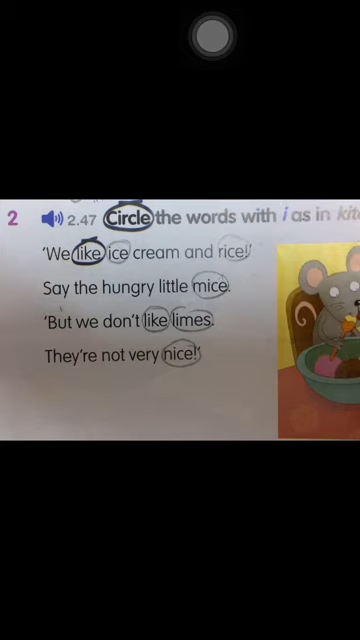 2 2.47 Circle the words with i as in kite
'We like ice cream and rice!'
Say the hungry little mice.
'But we don't like limes.
They're not very nice!'